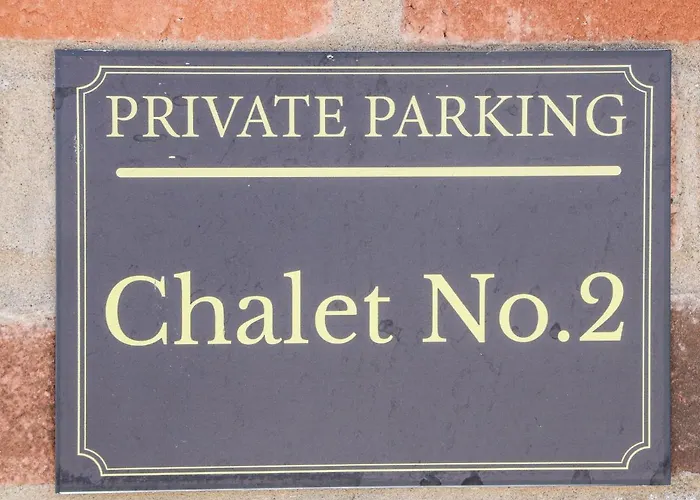 PRIVATE PARKING
Chalet No.2